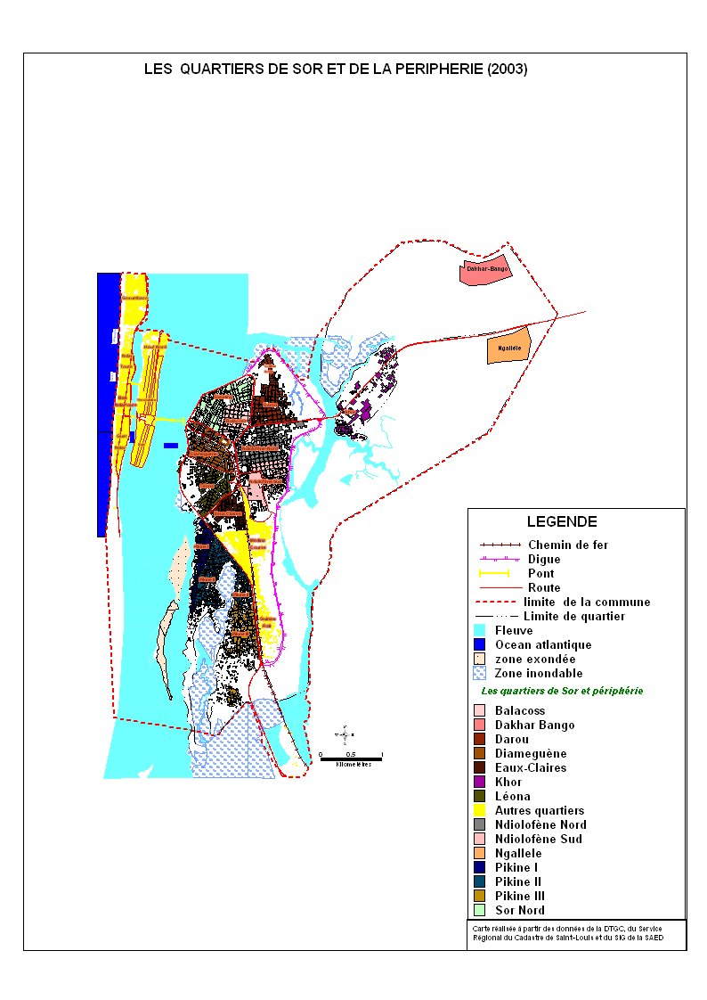 LES QUARTIERS DE SOR ET DE LA PERIPHERIE (2003)
Dakhar-Bango
Ngallèle
LEGENDE
Chemin de fer
Digue
Pont
Route
limite de la commune
Limite de quartier
Fleuve
Ocean atlantique
zone exondée
Zone inondable
Les quartiers de Sor et périphérie
Balacoss
Dakhar Bango
Darou
Diameguène
Eaux-Claires
Khor
Léona
Autres quartiers
Ndiolofène Nord
Ndiolofène Sud
Ngallele
Pikine I
Pikine II
Pikine III
Sor Nord
0 0.5 1
Kilometètres
Carte réalisée à partir des données de la DTGC, du Service
Régional du Cadastre de Saint-Louis et du SIG de la SAED